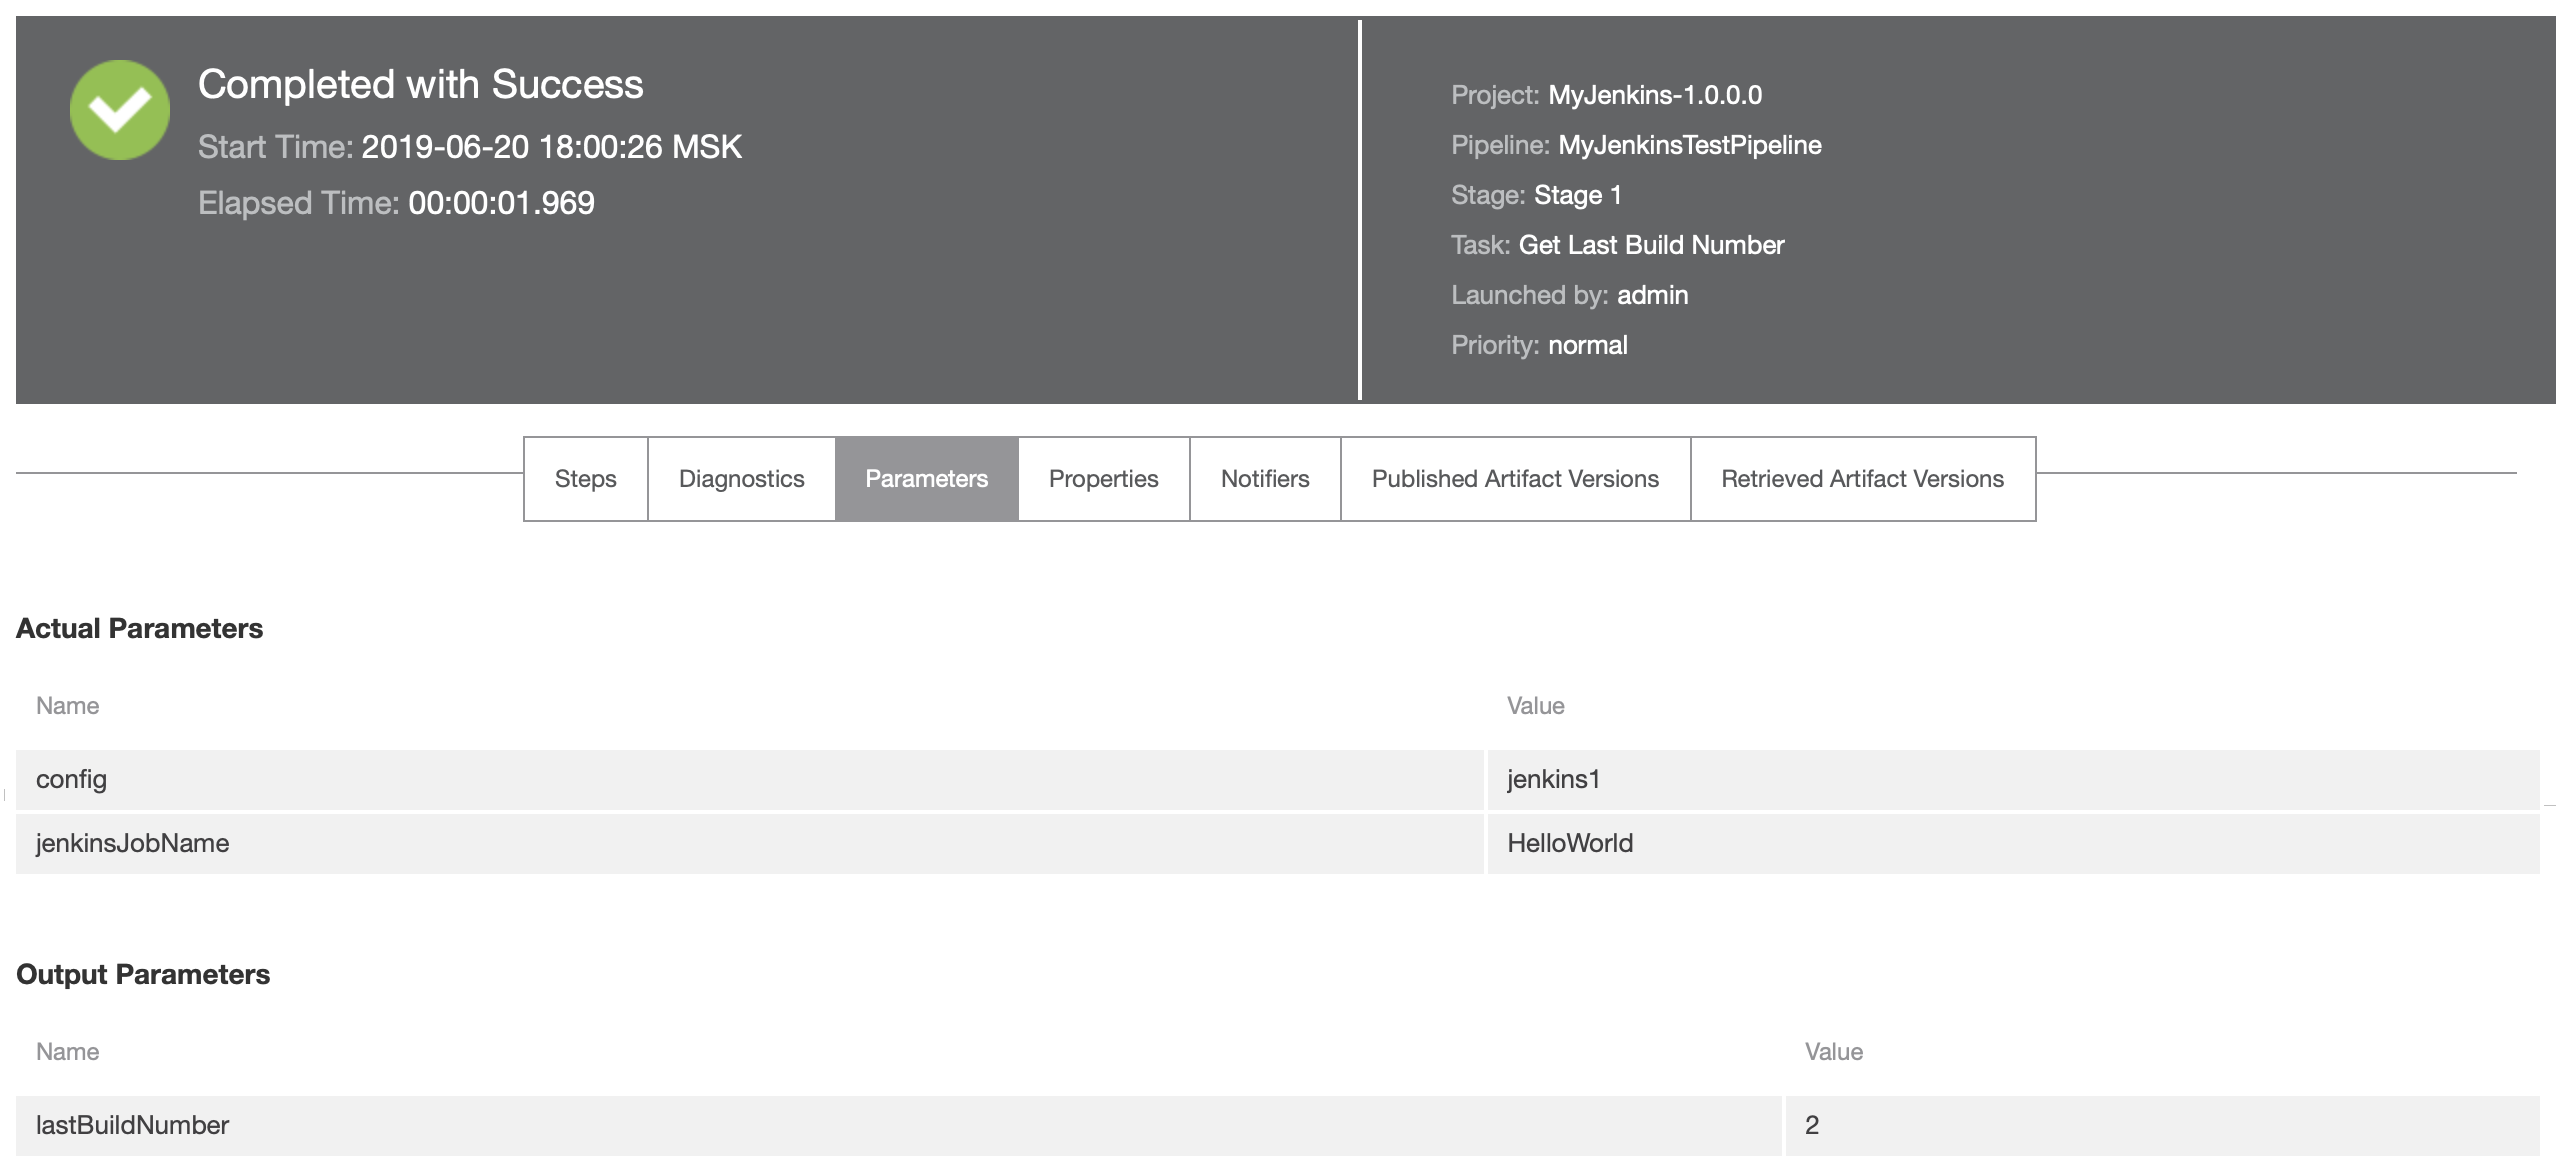 Completed with Success
Start Time: 2019-06-20 18:00:26 MSK
Elapsed Time: 00:00:01.969
Project: MyJenkins-1.0.0.0
Pipeline: MyJenkinsTestPipeline
Stage: Stage 1
Task: Get Last Build Number
Launched by: admin
Priority: normal
Steps Diagnostics Parameters Properties Notifiers Published Artifact Versions Retrieved Artifact Versions
Actual Parameters
Name Value
config jenkins1
jenkinsJobName HelloWorld
Output Parameters
Name Value
lastBuildNumber 2